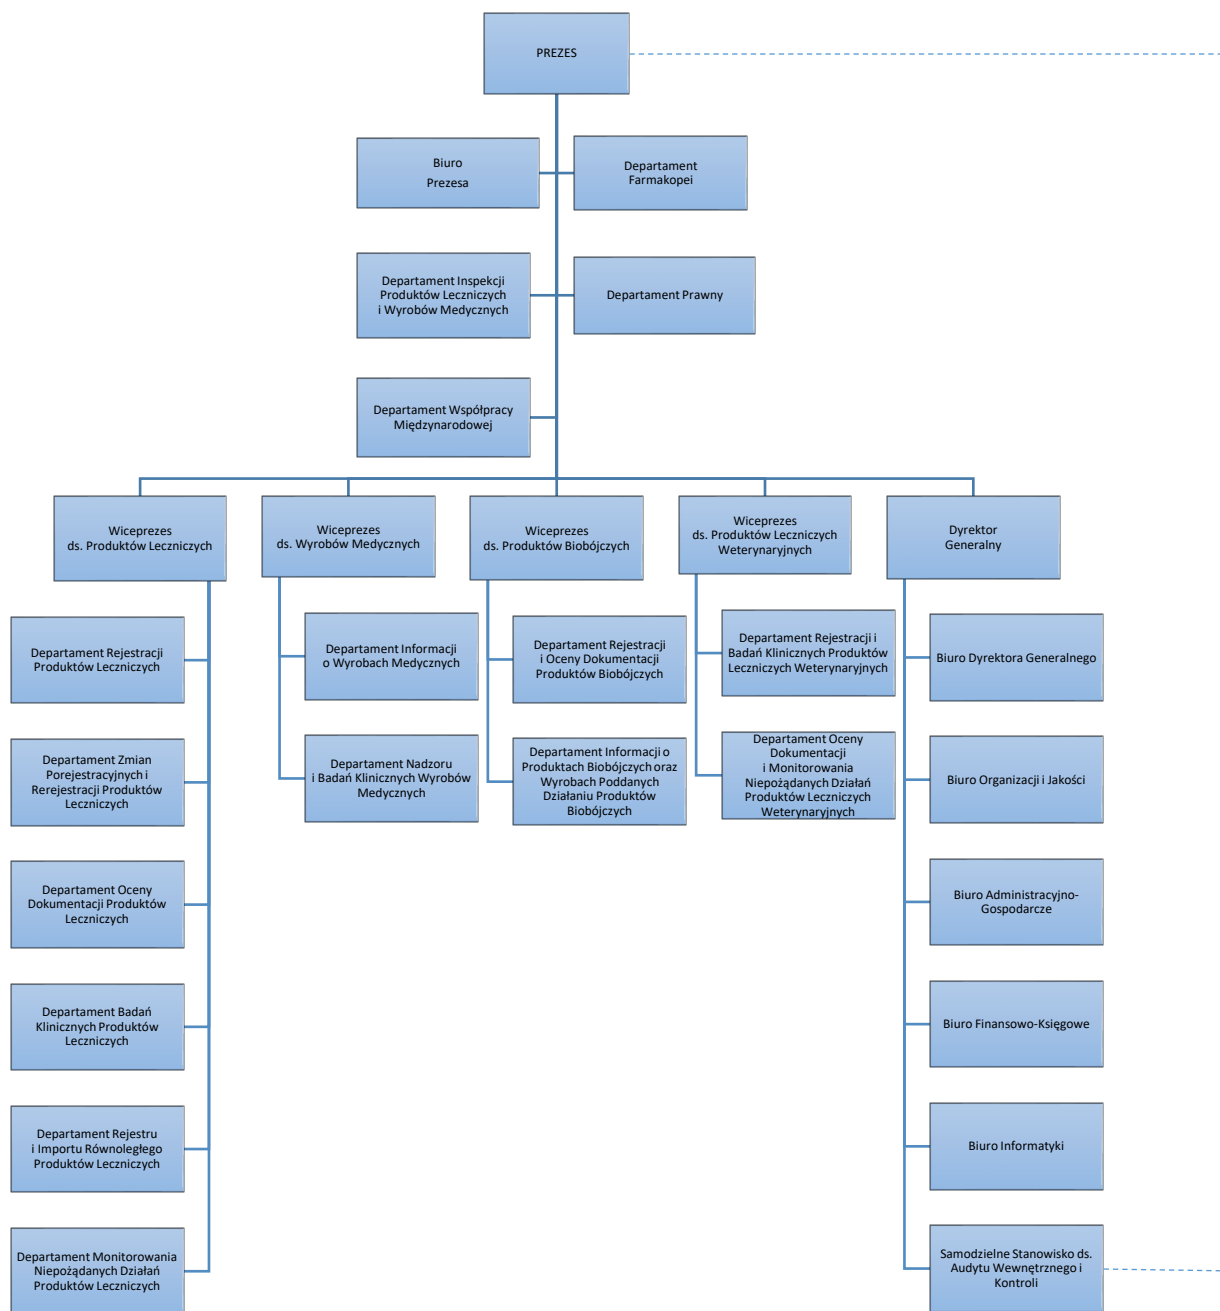 PREZES
Biuro
Prezesa
Departament
Farmakopei
Departament Inspekcji
Produktów Leczniczych
i Wyrobów Medycznych
Departament Prawny
Departament Współpracy
Międzynarodowej
Wiceprezes
ds. Produktów Leczniczych
Wiceprezes
ds. Wyrobów Medycznych
Wiceprezes
ds. Produktów Biobójczych
Wiceprezes
ds. Produktów Leczniczych
Weterynaryjnych
Dyrektor
Generalny
Departament Rejestracji
Produktów Leczniczych
Departament Informacji
o Wyrobach Medycznych
Departament Rejestracji
i Oceny Dokumentacji
Produktów Biobójczych
Departament Rejestracji i
Badań Klinicznych Produktów
Leczniczych Weterynaryjnych
Biuro Dyrektora Generalnego
Departament Zmian
Porejestracyjnych i
Rerejestracji Produktów
Leczniczych
Departament Nadzoru
i Badań Klinicznych Wyrobów
Medycznych
Departament Informacji o
Produktach Biobójczych oraz
Wyrobach Poddanych
Działaniu Produktów
Biobójczych
Departament Oceny
Dokumentacji
i Monitorowania
Niepożądanych Działań
Produktów Leczniczych
Weterynaryjnych
Biuro Organizacji i Jakości
Departament Oceny
Dokumentacji Produktów
Leczniczych
Biuro Administracyjno-
Gospodarcze
Departament Badań
Klinicznych Produktów
Leczniczych
Biuro Finansowo-Księgowe
Departament Rejestru
i Importu Równoległego
Produktów Leczniczych
Biuro Informatyki
Departament Monitorowania
Niepożądanych Działań
Produktów Leczniczych
Samodzielne Stanowisko ds.
Audytu Wewnętrznego i
Kontroli